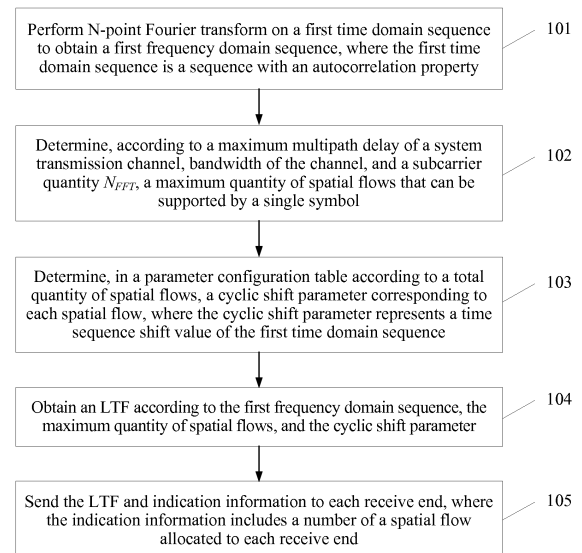 Perform N-point Fourier transform on a first time domain sequence
to obtain a first frequency domain sequence, where the first time
domain sequence is a sequence with an autocorrelation property
101
Determine, according to a maximum multipath delay of a system
transmission channel, bandwidth of the channel, and a subcarrier
quantity NFFT, a maximum quantity of spatial flows that can be
supported by a single symbol
102
Determine, in a parameter configuration table according to a total
quantity of spatial flows, a cyclic shift parameter corresponding to
each spatial flow, where the cyclic shift parameter represents a time
sequence shift value of the first time domain sequence
103
Obtain an LTF according to the first frequency domain sequence, the
maximum quantity of spatial flows, and the cyclic shift parameter
104
Send the LTF and indication information to each receive end, where
the indication information includes a number of a spatial flow
allocated to each receive end
105